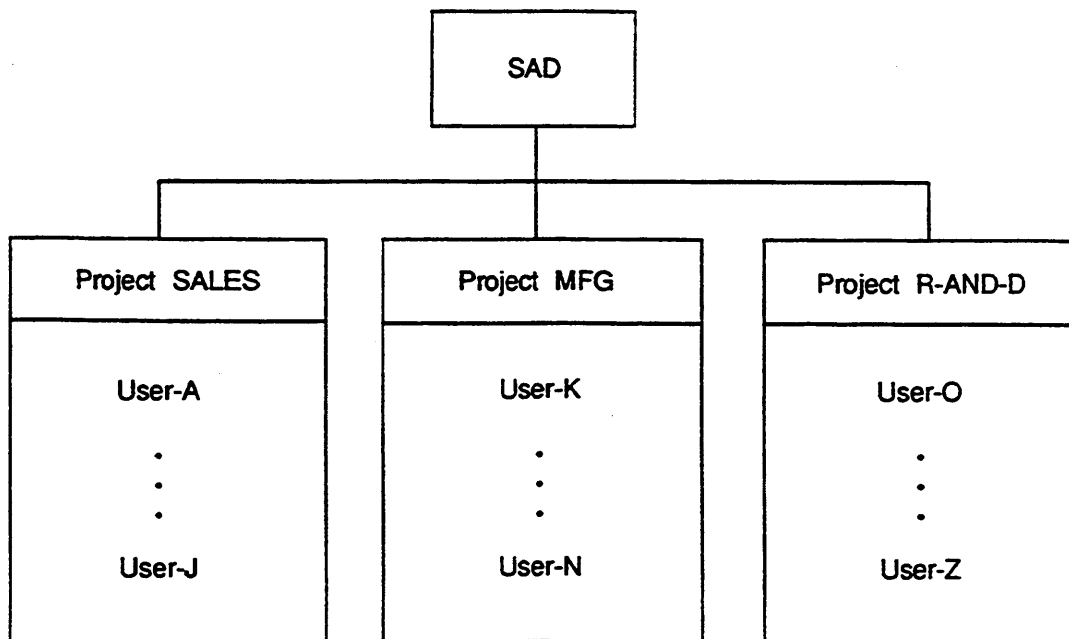 SAD
Project SALES
User-A
User-J
Project MFG
User-K
User-N
Project R-AND-D
User-O
User-Z